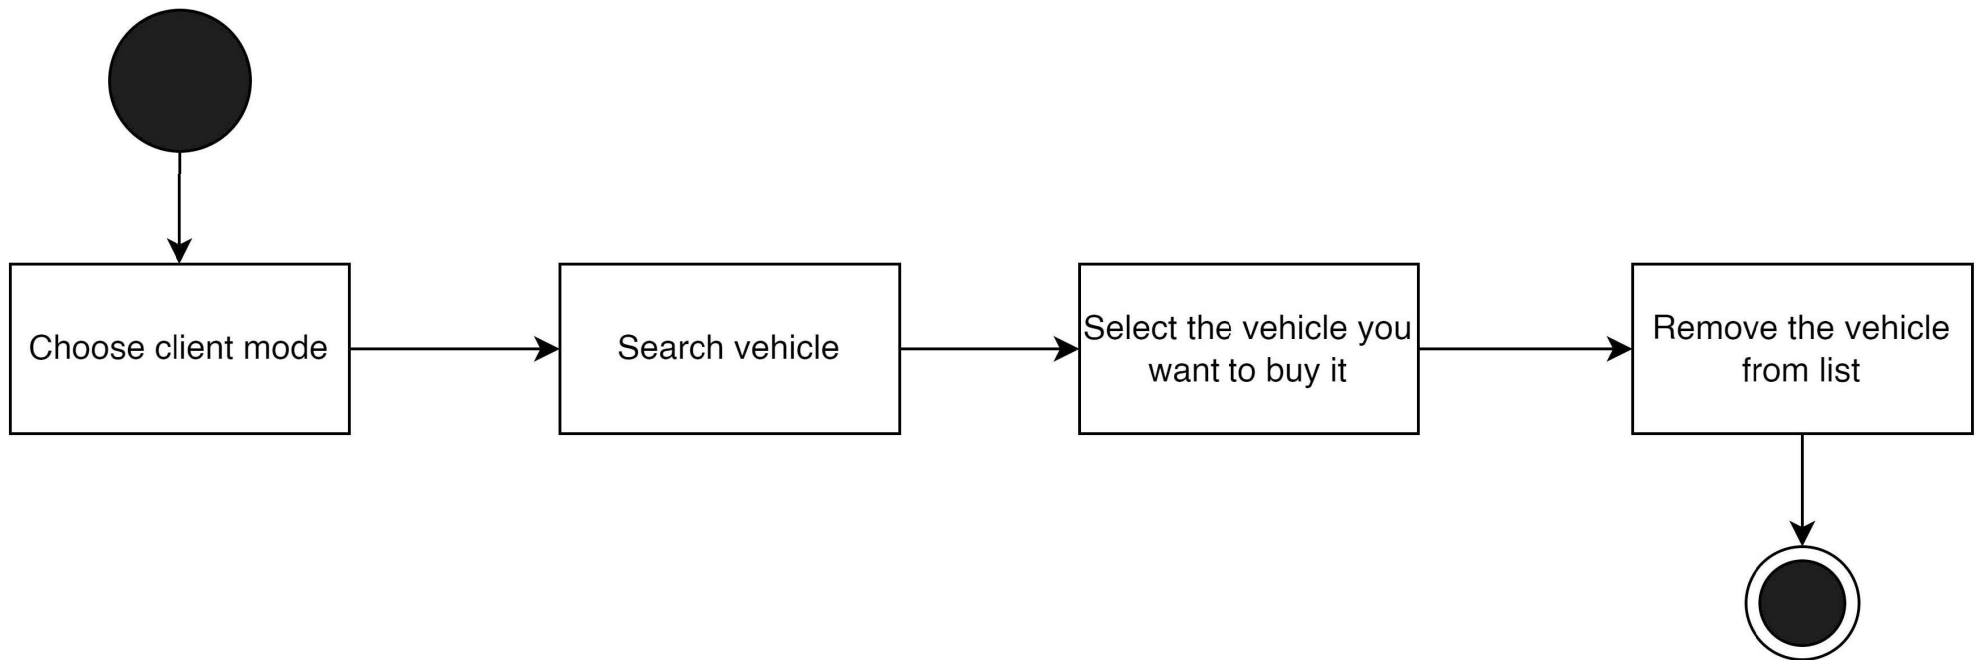 Choose client mode
Search vehicle
Select the vehicle you
want to buy it
Remove the vehicle
from list